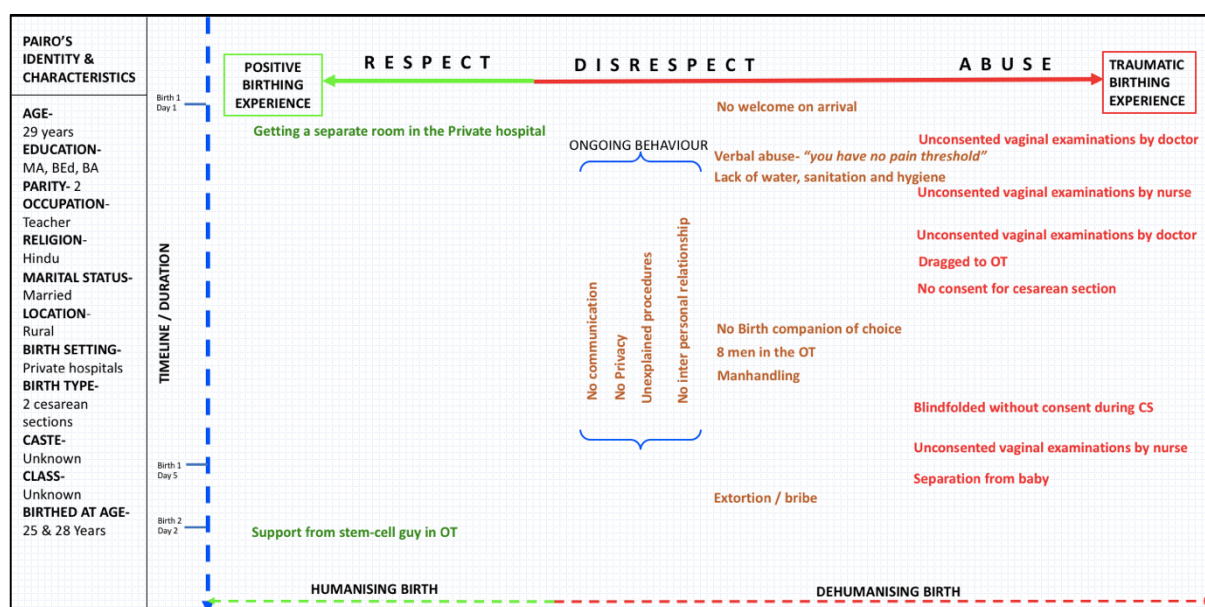 PAIRO'S
IDENTITY &
CHARACTERISTICS
AGE-
29 years
EDUCATION-
MA, BEd, BA
PARITY- 2
OCCUPATION-
Teacher
RELIGION-
Hindu
MARITAL STATUS-
Married
LOCATION-
Rural
BIRTH SETTING-
Private hospitals
BIRTH TYPE-
2 cesarean
sections
CASTE-
Unknown
CLASS-
Unknown
BIRTHED AT AGE-
25 & 28 Years
TIMELINE / DURATION
Birth 1
Day 1
Birth 1
Day 5
Birth 2
Day 2
POSITIVE
BIRTHING
EXPERIENCE
RESPECT
DISRESPECT
ABUSE
TRAUMATIC
BIRTHING
EXPERIENCE
No welcome on arrival
Getting a separate room in the Private hospital
Unconsented vaginal examinations by doctor
ONGOING BEHAVIOUR
Verbal abuse- “you have no pain threshold”
Lack of water, sanitation and hygiene
Unconsented vaginal examinations by nurse
Unconsented vaginal examinations by doctor
Dragged to OT
No consent for cesarean section
No communication
No Privacy
Unexplained procedures
No inter personal relationship
No Birth companion of choice
8 men in the OT
Manhandling
Blindfolded without consent during CS
Unconsented vaginal examinations by nurse
Separation from baby
Extortion / bribe
Support from stem-cell guy in OT
HUMANISING BIRTH
DEHUMANISING BIRTH